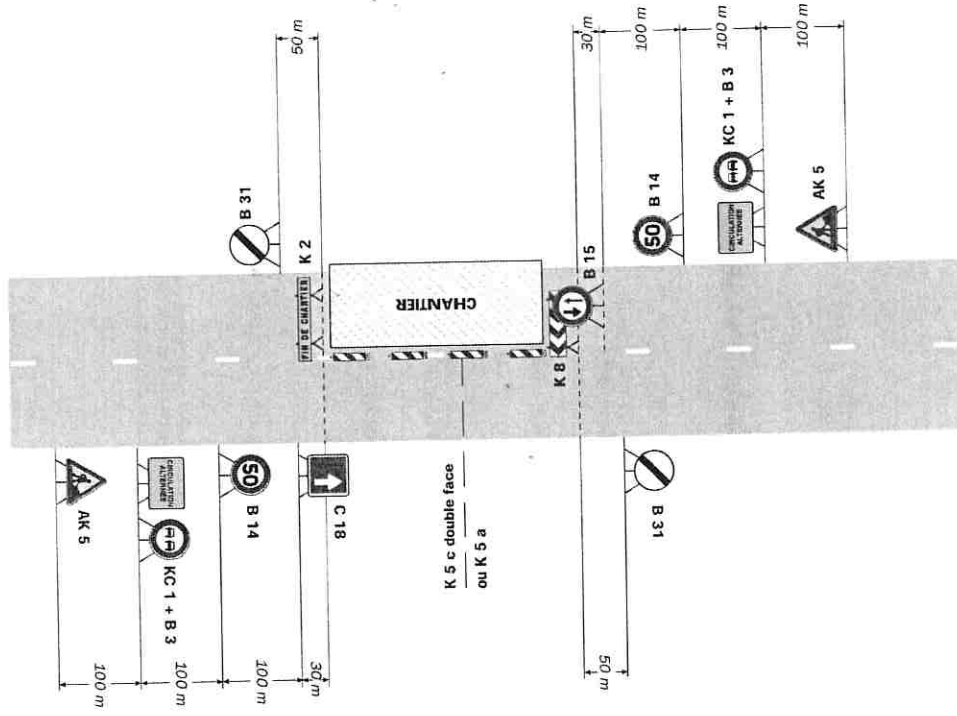 50 m
30 m
100 m
100 m
100 m
B 31
K 2
FIN DE CHANTIER
CHANTIER
B 15
K 8
50
B 14
KC 1 + B 3
CIRCULATION
ALTERNÉE
AK 5
AK 5
CIRCULATION
ALTERNÉE
KC 1 + B 3
50
B 14
C 18
K 5 c double face
ou K 5 a
B 31
100 m
100 m
100 m
30 m
50 m